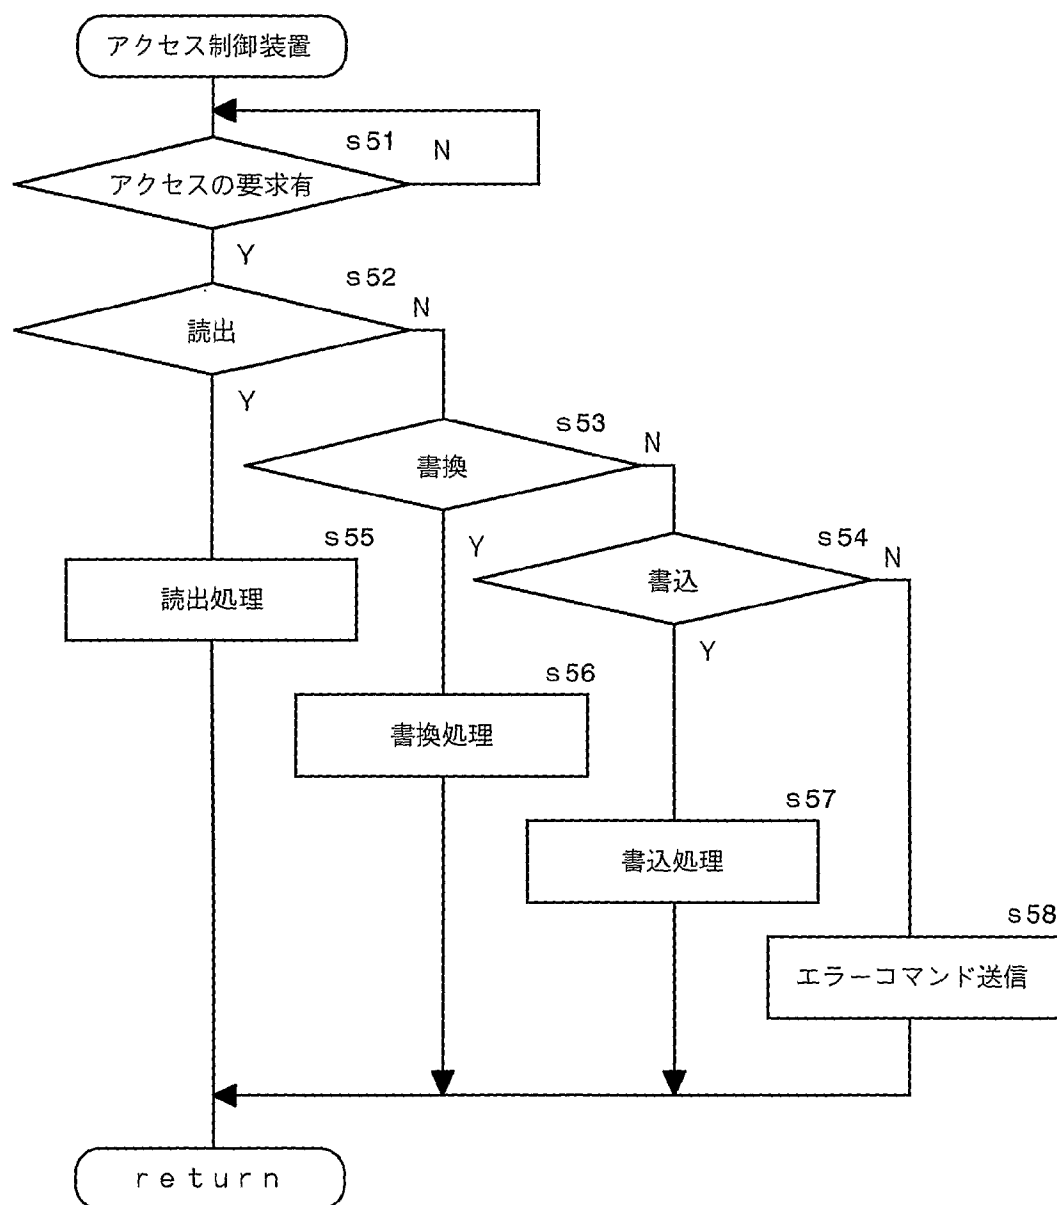 アクセス制御装置
s51
N
アクセスの要求有
Y
s52
N
読出
Y
s53
N
書換
s55
Y
s54
N
読出処理
書込
Y
s56
書換処理
s57
書込処理
s58
エラーコマンド送信
return